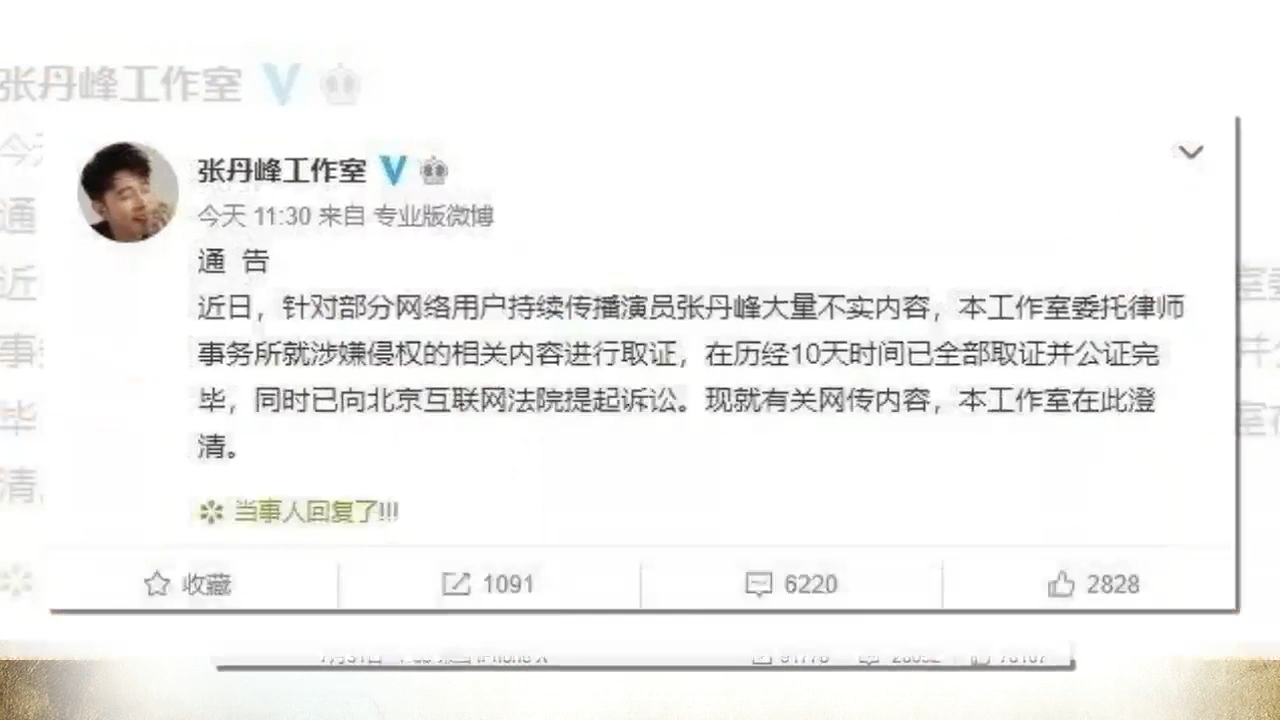 张丹峰工作室
张丹峰工作室
今天 11:30 来自 专业版微博
通 告
近日，针对部分网络用户持续传播演员张丹峰大量不实内容，本工作室委托律师
事务所就涉嫌侵权的相关内容进行取证，在历经10天时间已全部取证并公证完
毕，同时已向北京互联网法院提起诉讼。现就有关网传内容，本工作室在此澄
清。
当事人回复了!!!
收藏 1091 6220 2828